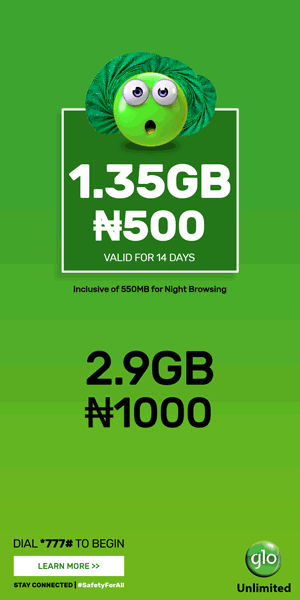 1.35GB
₦500
VALID FOR 14 DAYS
Inclusive of 550MB for Night Browsing
2.9GB
₦1000
DIAL *777# TO BEGIN
LEARN MORE >>
STAY CONNECTED | #SafetyForAll
glo
Unlimited